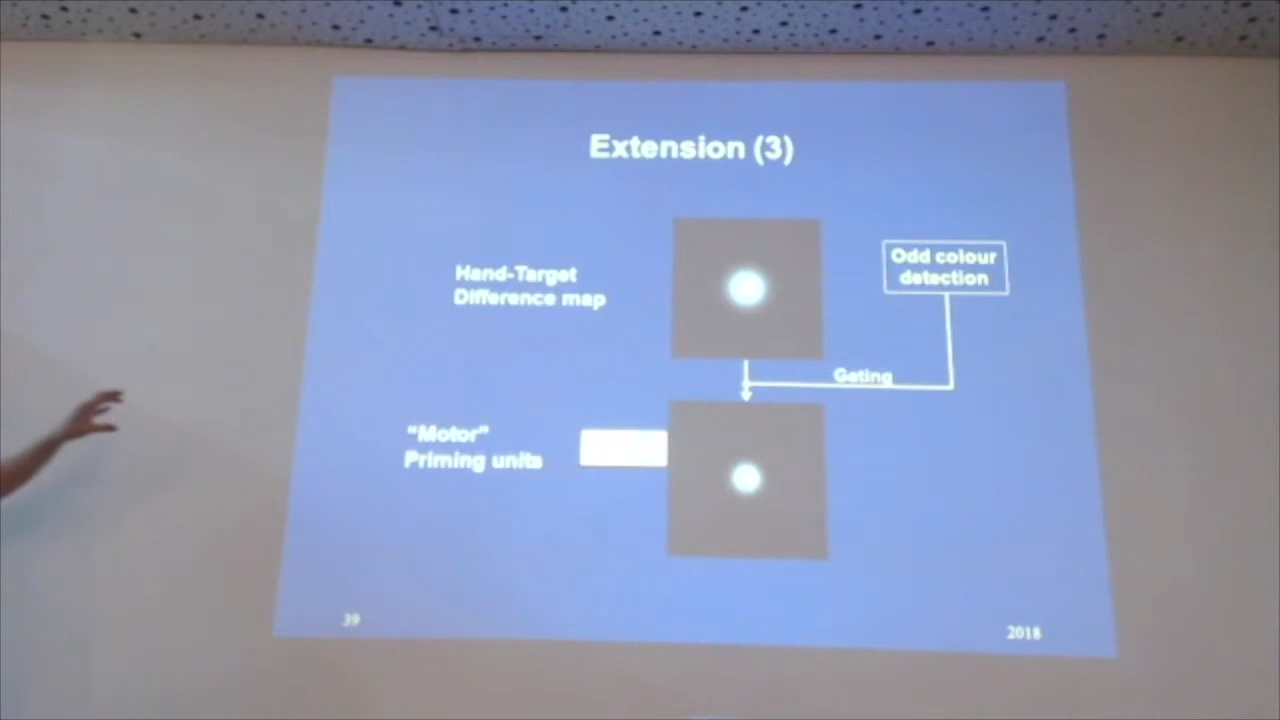 Extension (3)
Hand-Target
Difference map
Odd colour
detection
Gating
"Motor"
Priming units
39
2018